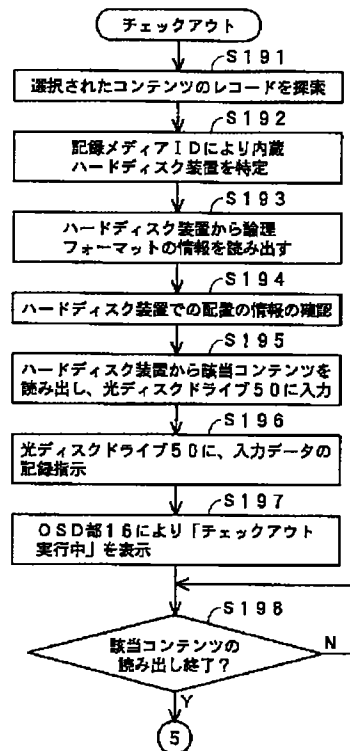 チェックアウト
S191
選択されたコンテンツのレコードを探索
S192
記録メディアIDにより内蔵
ハードディスク装置を特定
S193
ハードディスク装置から論理
フォーマットの情報を読み出す
S194
ハードディスク装置での配置の情報の確認
S195
ハードディスク装置から該当コンテンツを
読み出し、光ディスクドライブ50に入力
S196
光ディスクドライブ50に、入力データの
記録指示
S197
OSD部16により「チェックアウト
実行中」を表示
S198
該当コンテンツの
読み出し終了?
N
Y
5